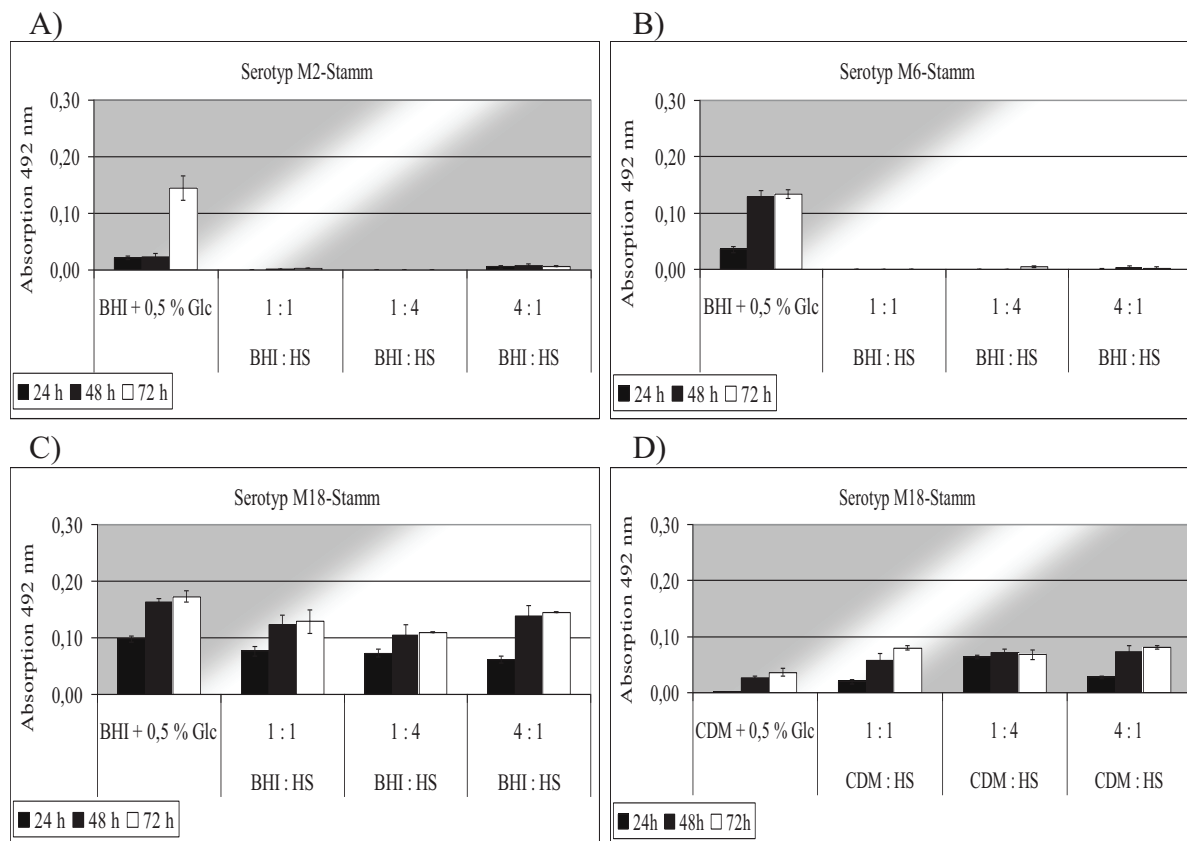 A)
Serotyp M2-Stamm
Absorption 492 nm
0,30
0,20
0,10
0,00
BHI + 0,5 % Glc
1 : 1
1 : 4
4 : 1
BHI : HS
BHI : HS
BHI : HS
24 h 48 h 72 h
B)
Serotyp M6-Stamm
Absorption 492 nm
0,30
0,20
0,10
0,00
BHI + 0,5 % Glc
1 : 1
1 : 4
4 : 1
BHI : HS
BHI : HS
BHI : HS
24 h 48 h 72 h
C)
Serotyp M18-Stamm
Absorption 492 nm
0,30
0,20
0,10
0,00
BHI + 0,5 % Glc
1 : 1
1 : 4
4 : 1
BHI : HS
BHI : HS
BHI : HS
24 h 48 h 72 h
D)
Serotyp M18-Stamm
Absorption 492 nm
0,30
0,20
0,10
0,00
CDM + 0,5 % Glc
1 : 1
1 : 4
4 : 1
CDM : HS
CDM : HS
CDM : HS
24h 48h 72h